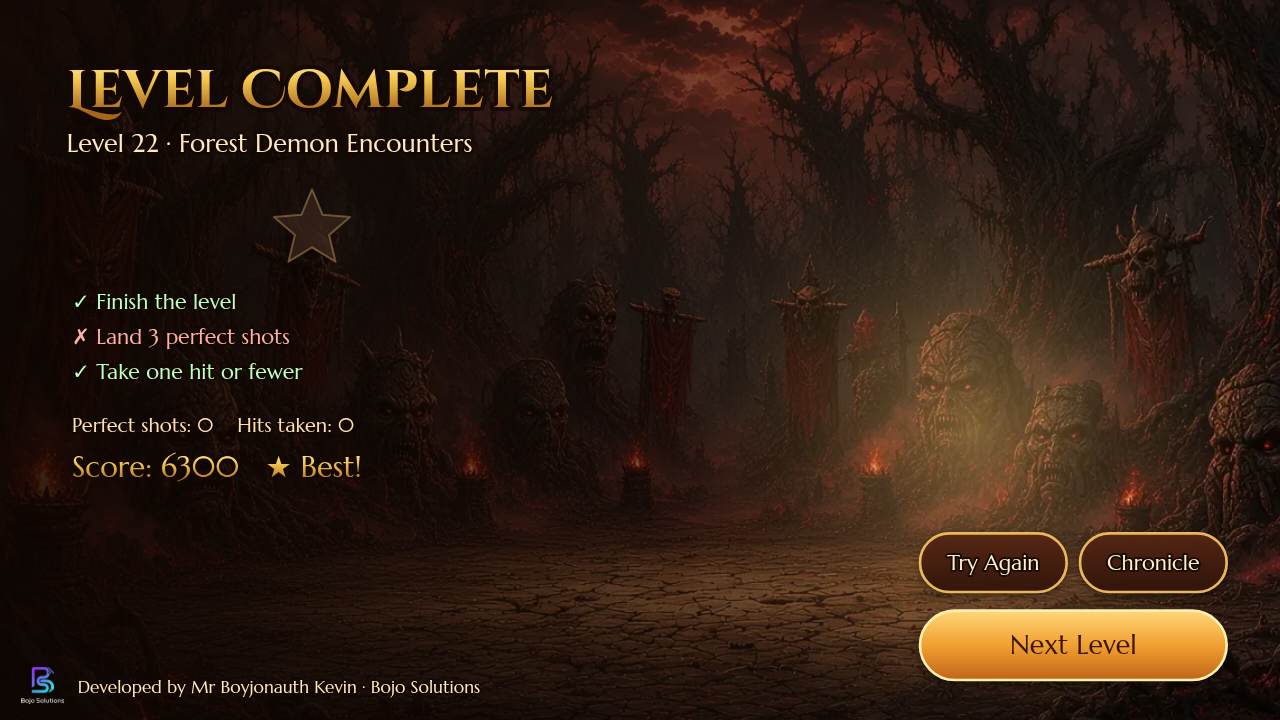 Level Complete
Level 22 · Forest Demon Encounters
✓ Finish the level
✗ Land 3 perfect shots
✓ Take one hit or fewer
Perfect shots: 0 Hits taken: 0
Score: 6300 ★ Best!
Try Again
Chronicle
Next Level
Bojo Solutions
Developed by Mr Boyjonauth Kevin · Bojo Solutions